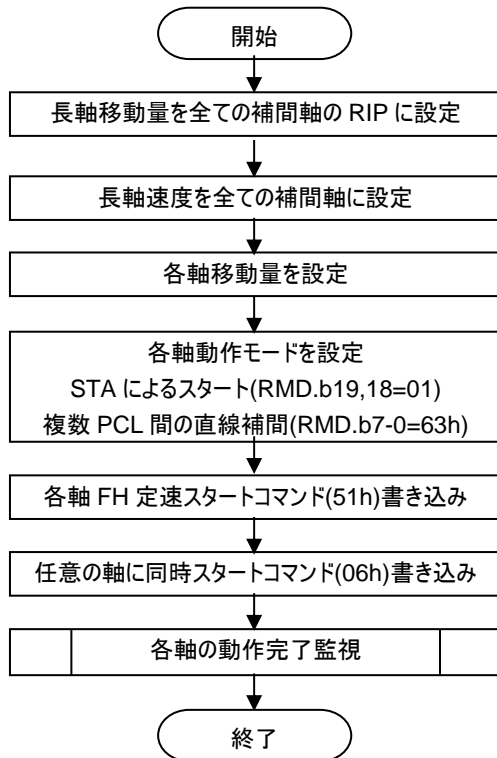 開始
長軸移動量を全ての補間軸の RIP に設定
長軸速度を全ての補間軸に設定
各軸移動量を設定
各軸動作モードを設定
STA によるスタート(RMD.b19,18=01)
複数 PCL 間の直線補間(RMD.b7-0=63h)
各軸 FH 定速スタートコマンド(51h)書き込み
任意の軸に同時スタートコマンド(06h)書き込み
各軸の動作完了監視
終了